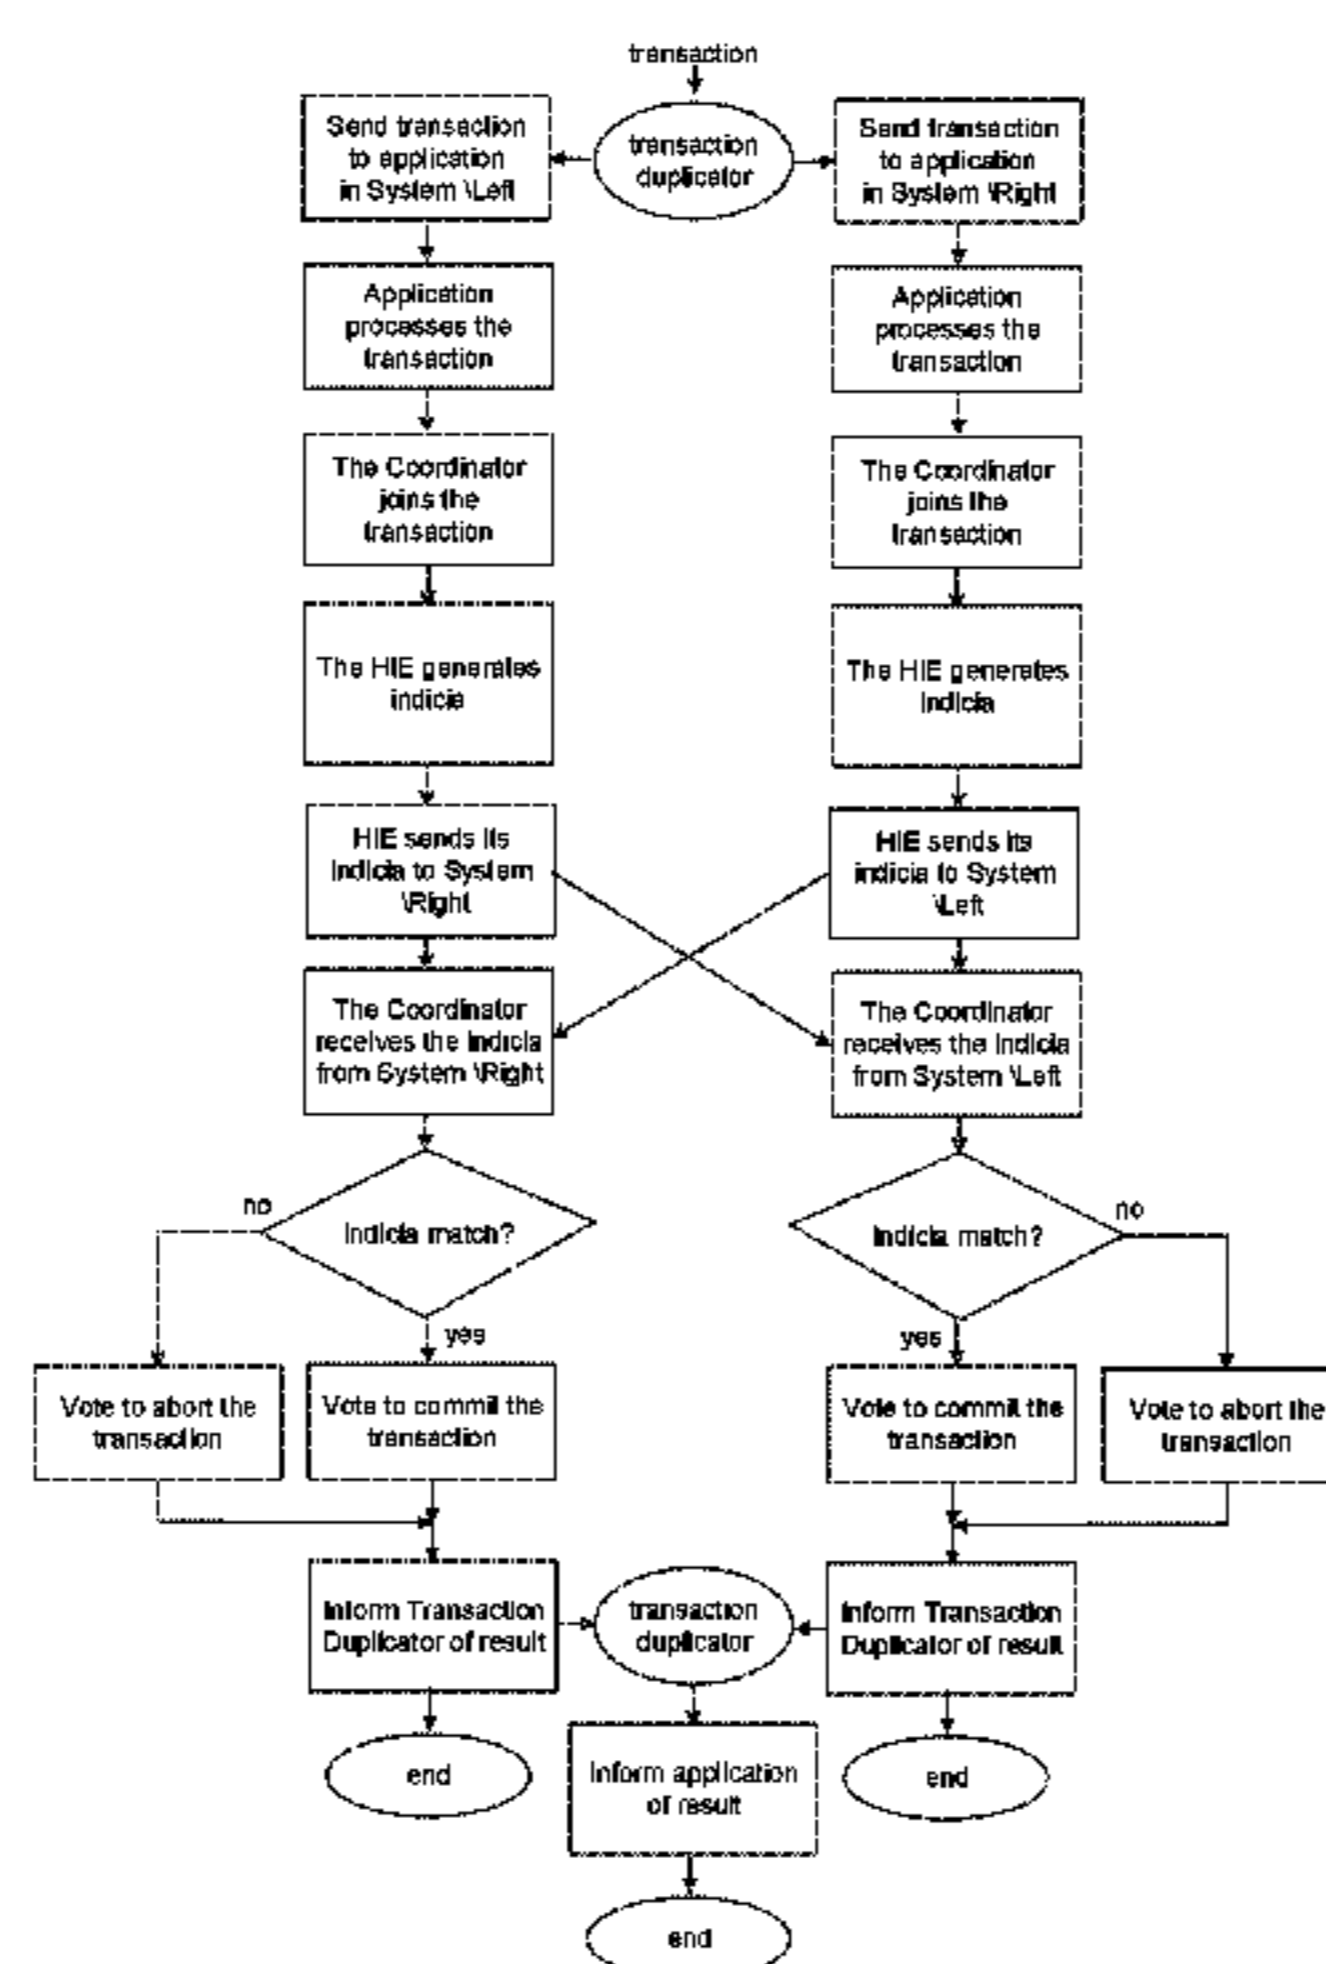 transaction
Send transaction
to application
in System \Left
transaction
duplicator
Send transaction
to application
in System \Right
Application
processes the
transaction
Application
processes the
transaction
The Coordinator
joins the
transaction
The Coordinator
joins the
transaction
The HIE generates
indicia
The HIE generates
indicia
HIE sends its
indicia to System
\Right
HIE sends its
indicia to System
\Left
The Coordinator
receives the indicia
from System \Right
The Coordinator
receives the indicia
from System \Left
no
Indicia match?
yes
Indicia match?
no
yes
Vote to abort the
transaction
Vote to commit the
transaction
Vote to commit the
transaction
Vote to abort the
transaction
Inform Transaction
Duplicator of result
transaction
duplicator
Inform Transaction
Duplicator of result
end
Inform application
of result
end
end